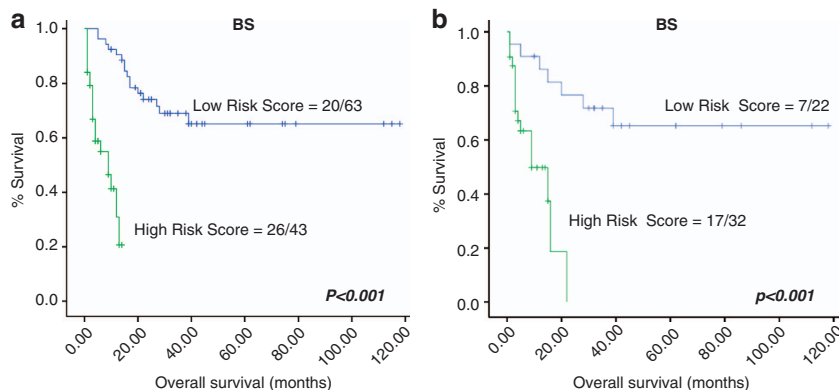 a
BS
% Survival
1.0
0.8
0.6
0.4
0.2
0.0
Low Risk Score = 20/63
High Risk Score = 26/43
P<0.001
0.00
20.00
40.00
60.00
80.00
100.00
120.00
Overall survival (months)
b
BS
% Survival
1.0
0.8
0.6
0.4
0.2
0.0
Low Risk Score = 7/22
High Risk Score = 17/32
p<0.001
0.00
20.00
40.00
60.00
80.00
100.00
120.00
Overall survival (months)